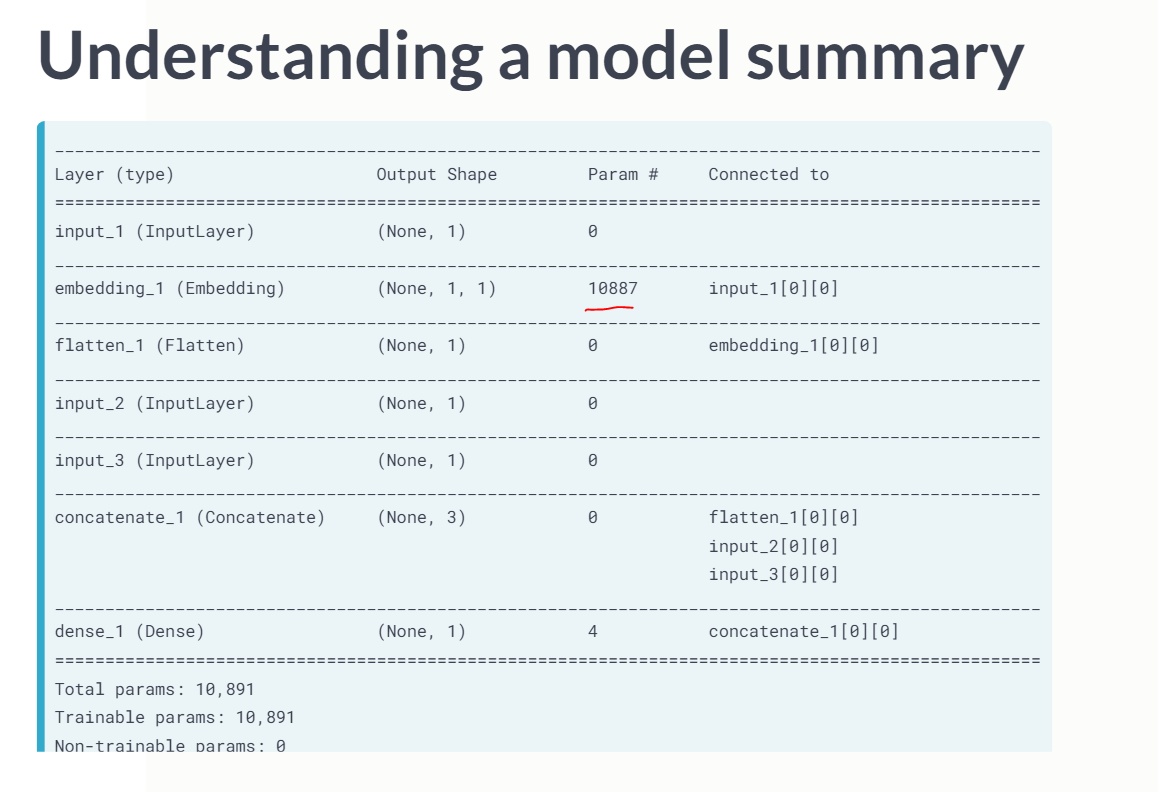 Understanding a model summary
Layer (type) Output Shape Param # Connected to
input_1 (InputLayer) (None, 1) 0
embedding_1 (Embedding) (None, 1, 1) 10887 input_1[0][0]
flatten_1 (Flatten) (None, 1) 0 embedding_1[0][0]
input_2 (InputLayer) (None, 1) 0
input_3 (InputLayer) (None, 1) 0
concatenate_1 (Concatenate) (None, 3) 0 flatten_1[0][0]
input_2[0][0]
input_3[0][0]
dense_1 (Dense) (None, 1) 4 concatenate_1[0][0]
Total params: 10,891
Trainable params: 10,891
Non-trainable params: 0